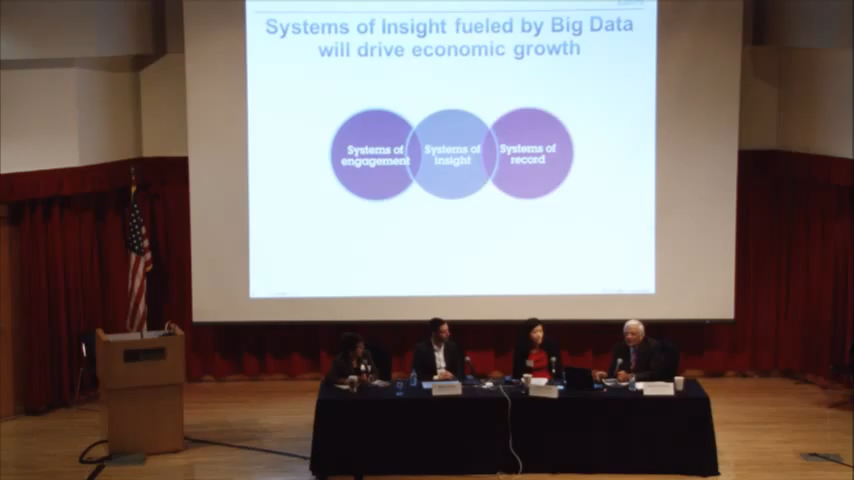 Systems of Insight fueled by Big Data
will drive economic growth
Systems of
engagement
Systems of
insight
Systems of
record